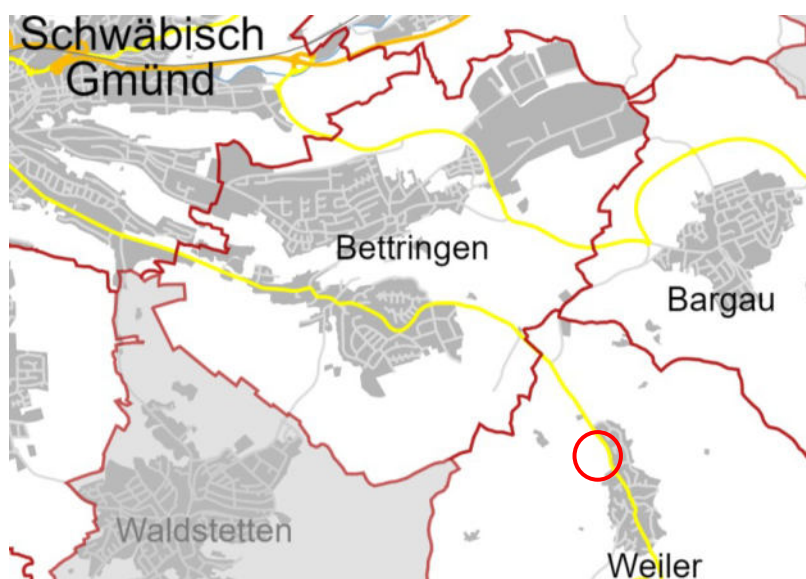 Schwäbisch
Gmünd
Bettringen
Bargau
Waldstetten
Weiler